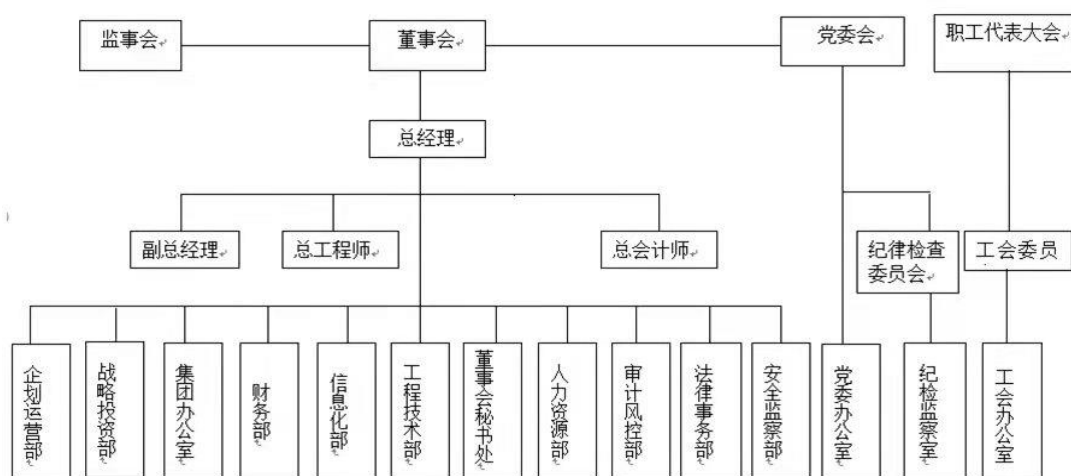 监事会
董事会
党委会
职工代表大会
总经理
副总经理
总工程师
总会计师
纪律检查
委员会
工会委员
企划运营部
战略投资部
集团办公室
财务部
信息化部
工程技术部
董事会秘书处
人力资源部
审计风控部
法律事务部
安全监察部
党委办公室
纪检监察室
工会办公室